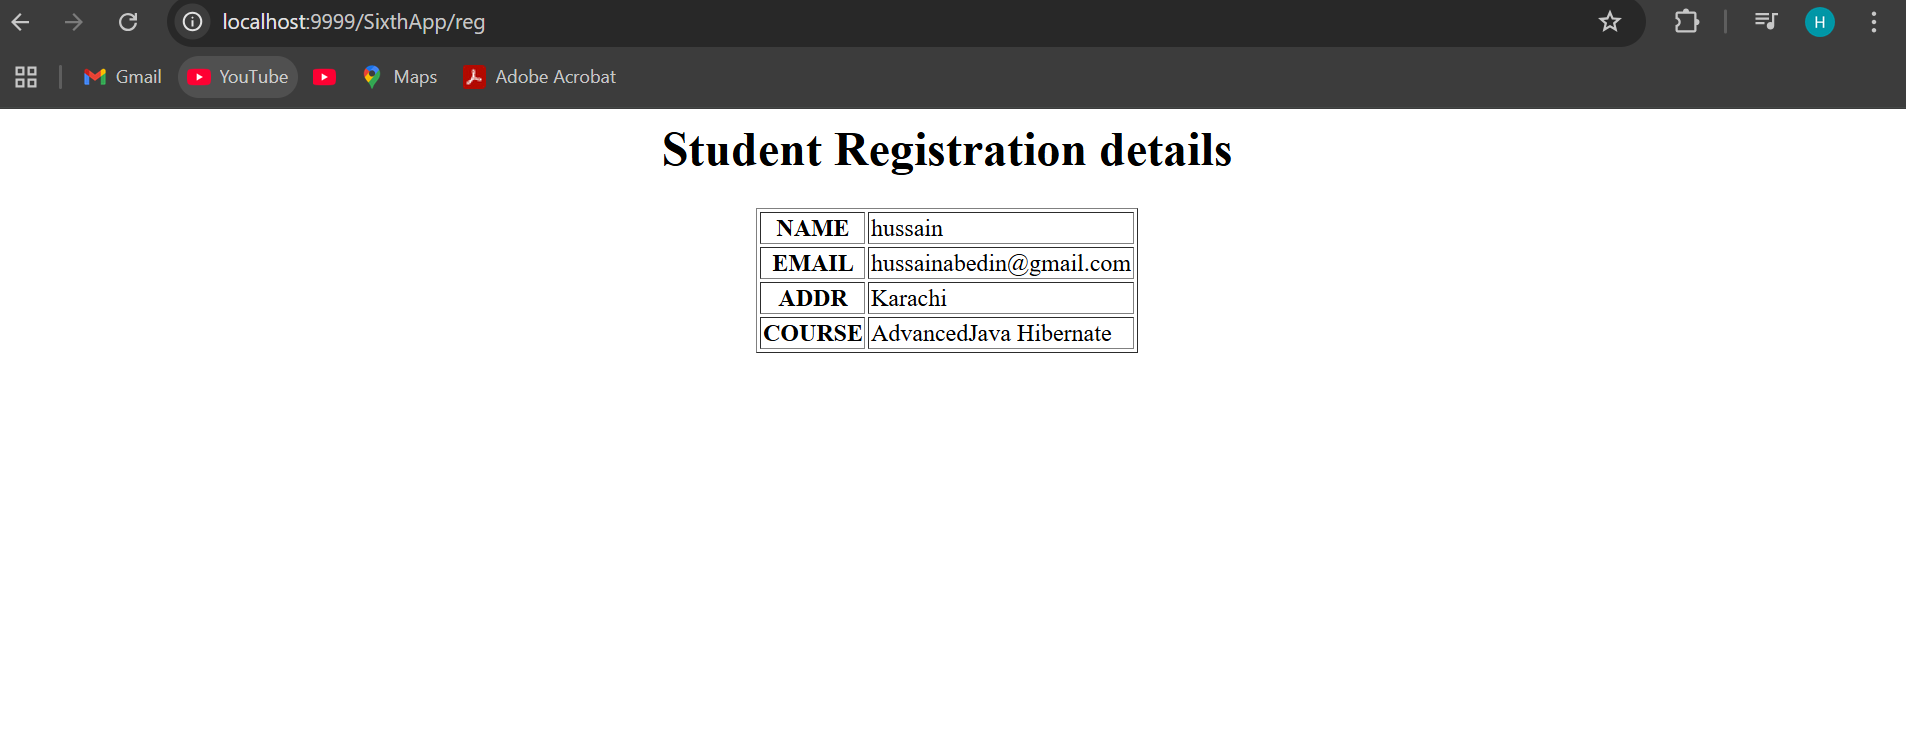 localhost:9999/SixthApp/reg
H
Gmail YouTube Maps Adobe Acrobat
Student Registration details
NAME hussain
EMAIL hussainabedin@gmail.com
ADDR Karachi
COURSE AdvancedJava Hibernate